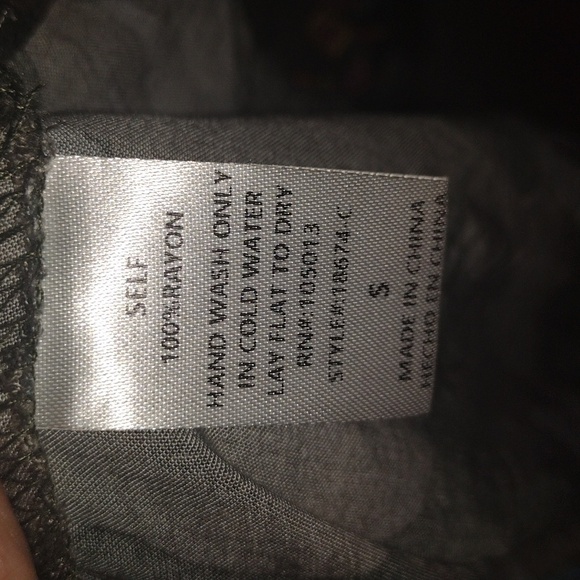 SELF
100%RAYON
HAND WASH ONLY
IN COLD WATER
LAY FLAT TO DRY
RN#:105013
STYLE#:18674 C
S
MADE IN CHINA
HECHO EN CHINA